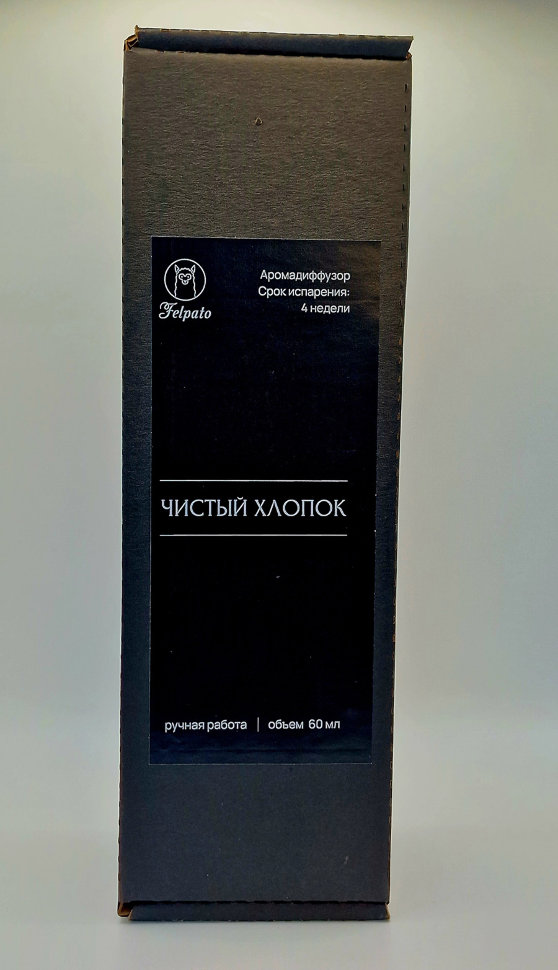 Felpato
Аромадиффузор
Срок испарения:
4 недели
ЧИСТЫЙ ХЛОПОК
ручная работа | объем 60 мл